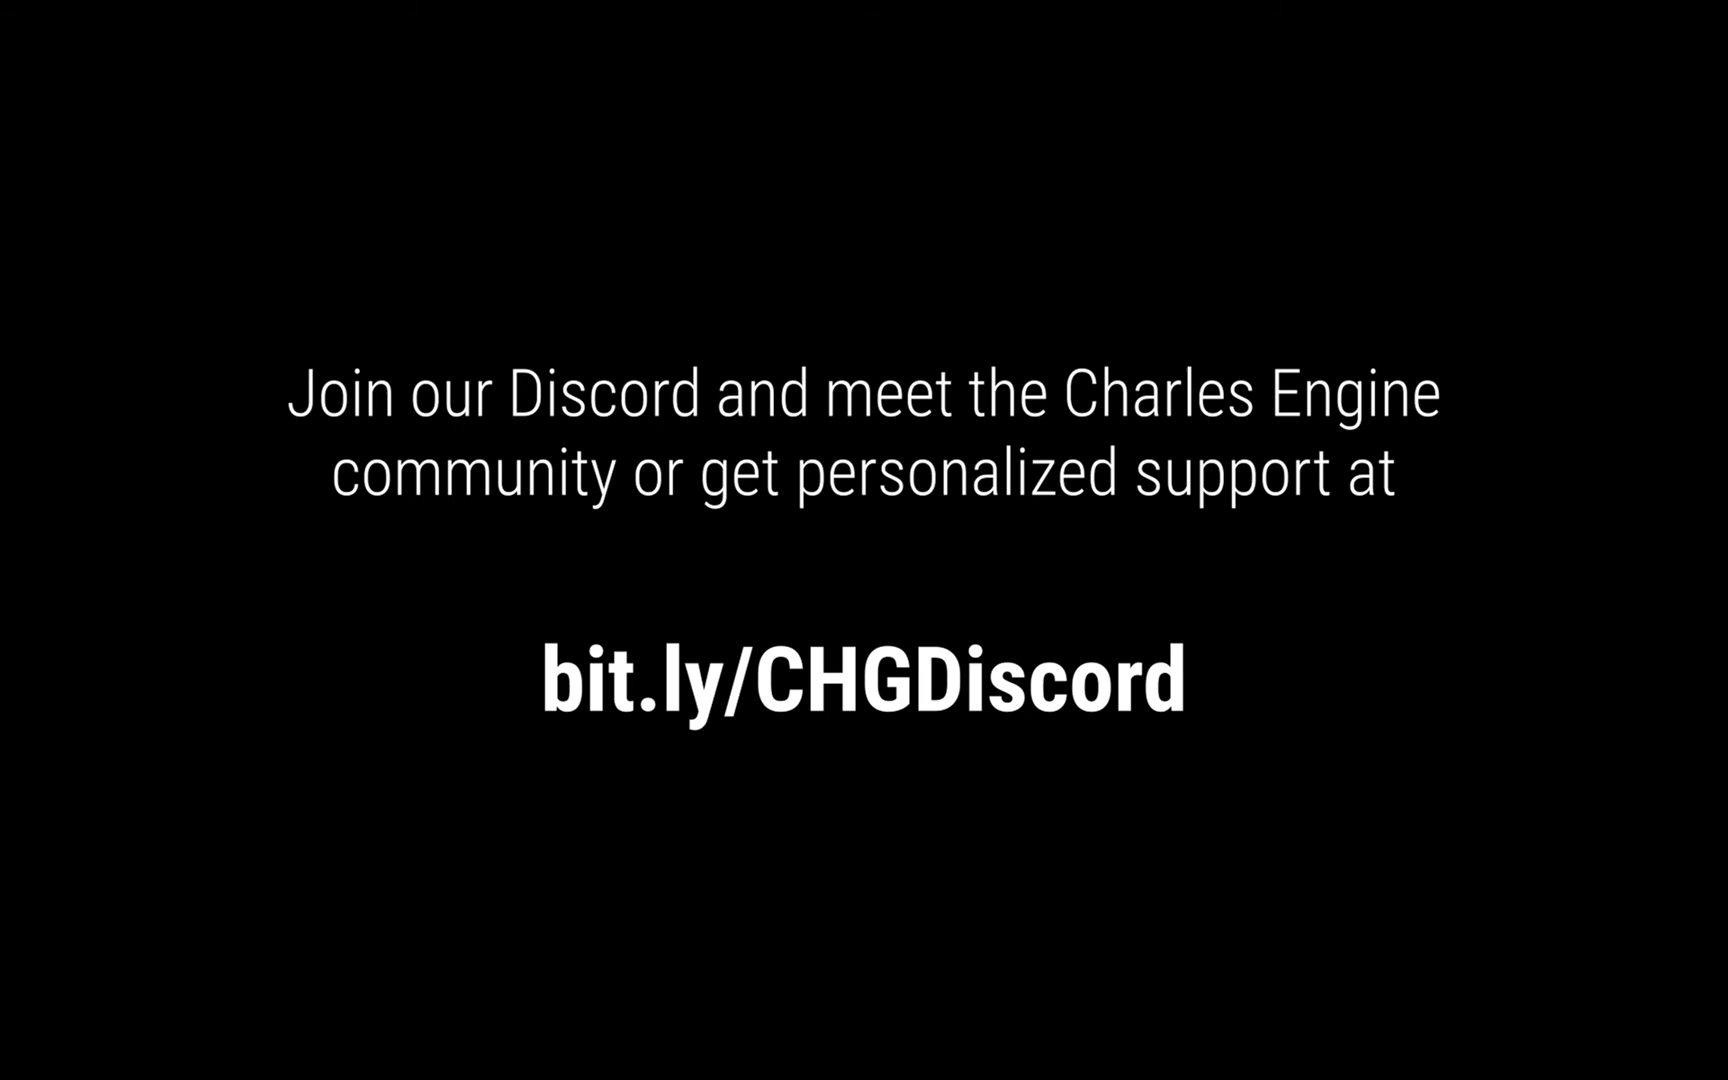 Join our Discord and meet the Charles Engine
community or get personalized support at
bit.ly/CHGDiscord